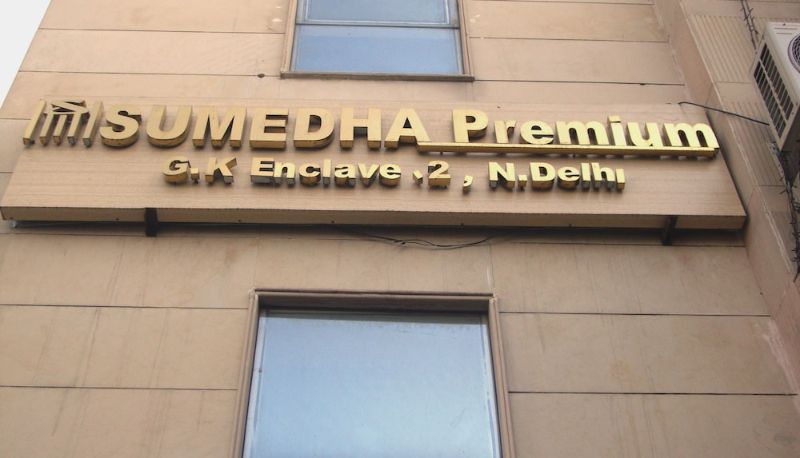 SUMEDHA Premium
G.K Enclave .2 , N.Delhi